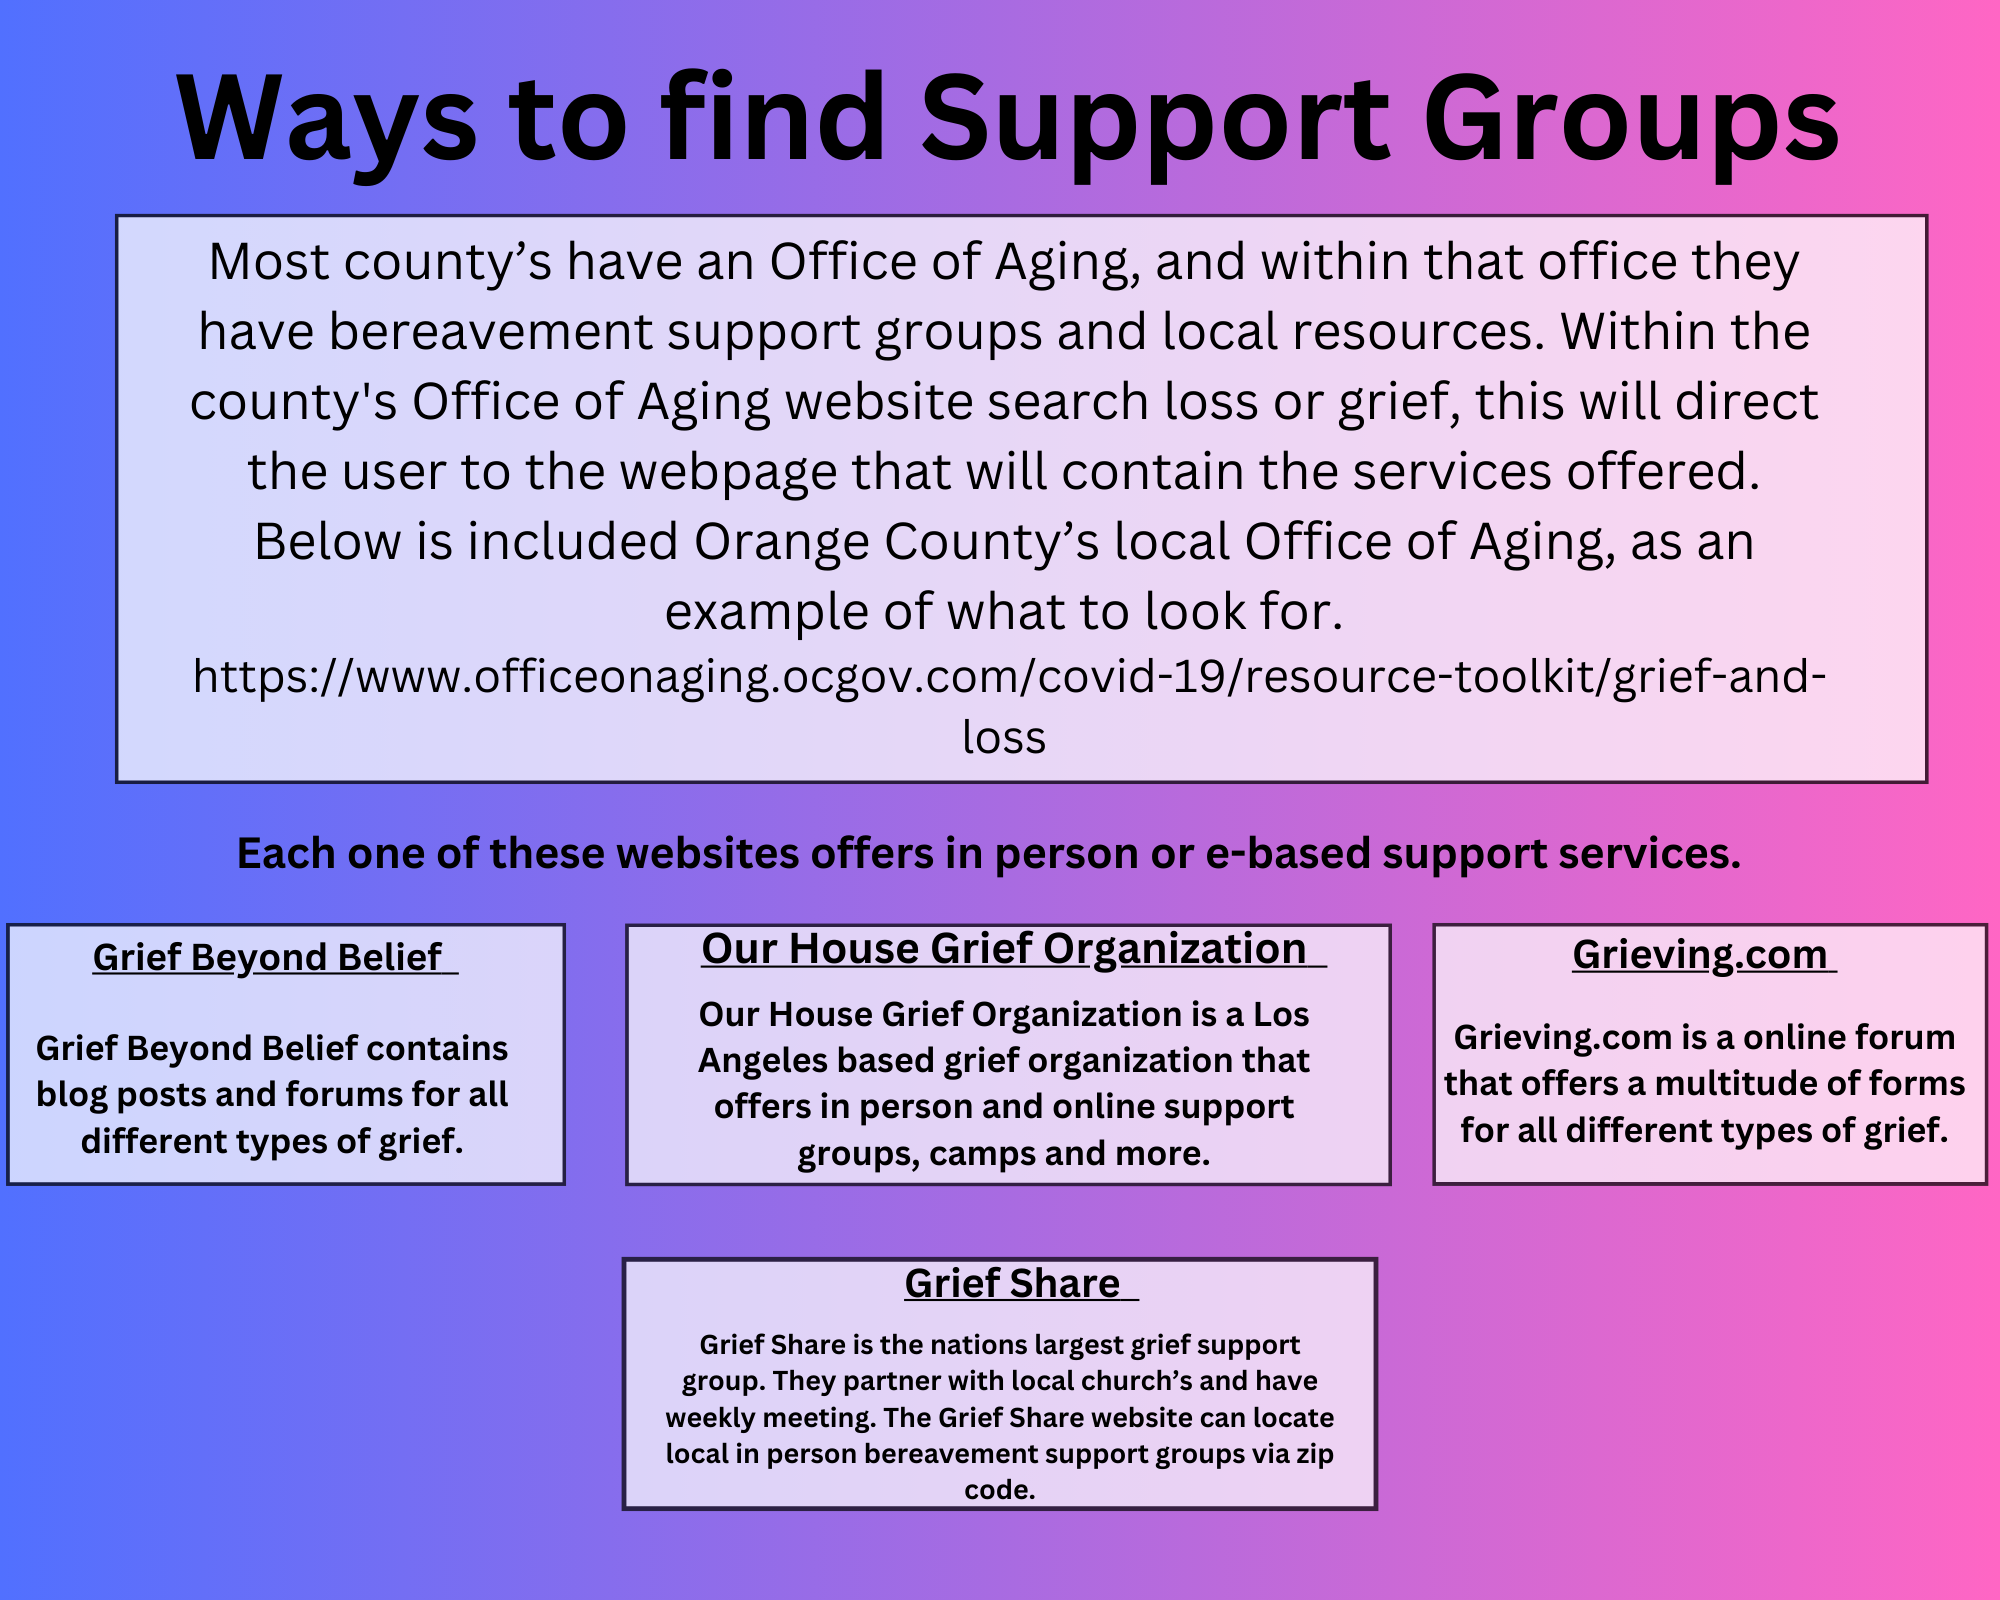 Ways to find Support Groups
Most county’s have an Office of Aging, and within that office they
have bereavement support groups and local resources. Within the
county's Office of Aging website search loss or grief, this will direct
the user to the webpage that will contain the services offered.
Below is included Orange County’s local Office of Aging, as an
example of what to look for.
https://www.officeonaging.ocgov.com/covid-19/resource-toolkit/grief-and-
loss
Each one of these websites offers in person or e-based support services.
Grief Beyond Belief
Grief Beyond Belief contains
blog posts and forums for all
different types of grief.
Our House Grief Organization
Our House Grief Organization is a Los
Angeles based grief organization that
offers in person and online support
groups, camps and more.
Grieving.com
Grieving.com is a online forum
that offers a multitude of forms
for all different types of grief.
Grief Share
Grief Share is the nations largest grief support
group. They partner with local church’s and have
weekly meeting. The Grief Share website can locate
local in person bereavement support groups via zip
code.